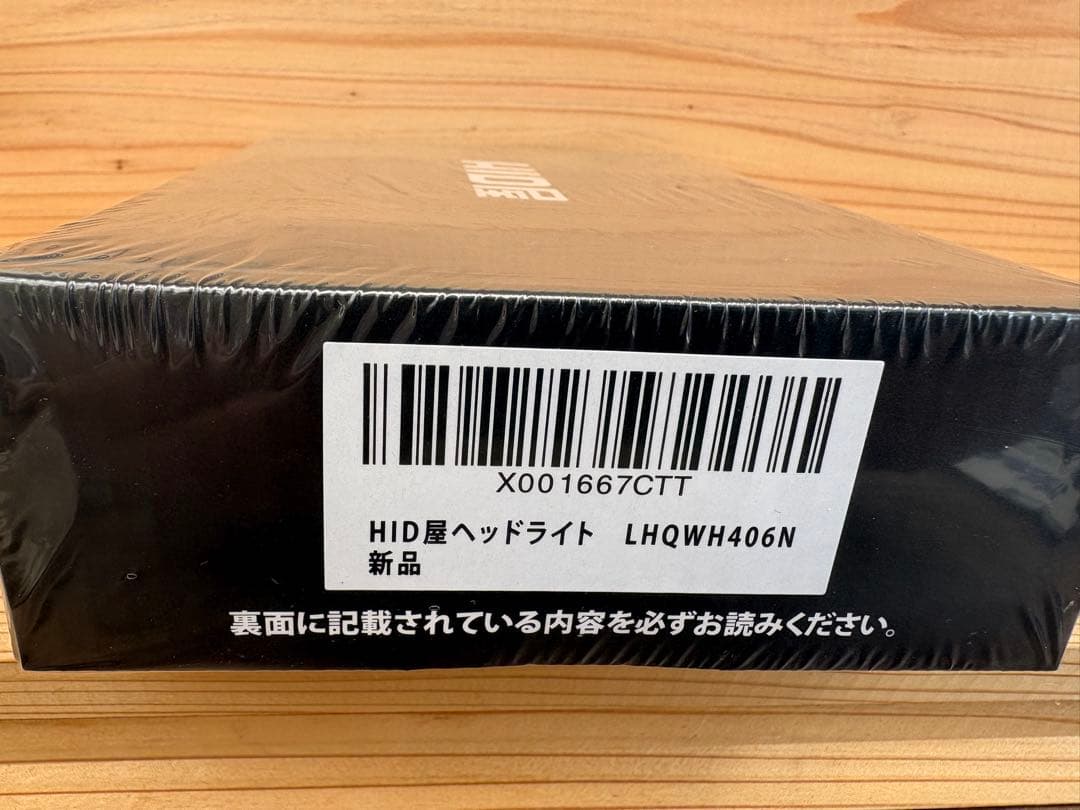 X001667CTT
HID屋ヘッドライト LHQWH406N
新品
裏面に記載されている内容を必ずお読みください。